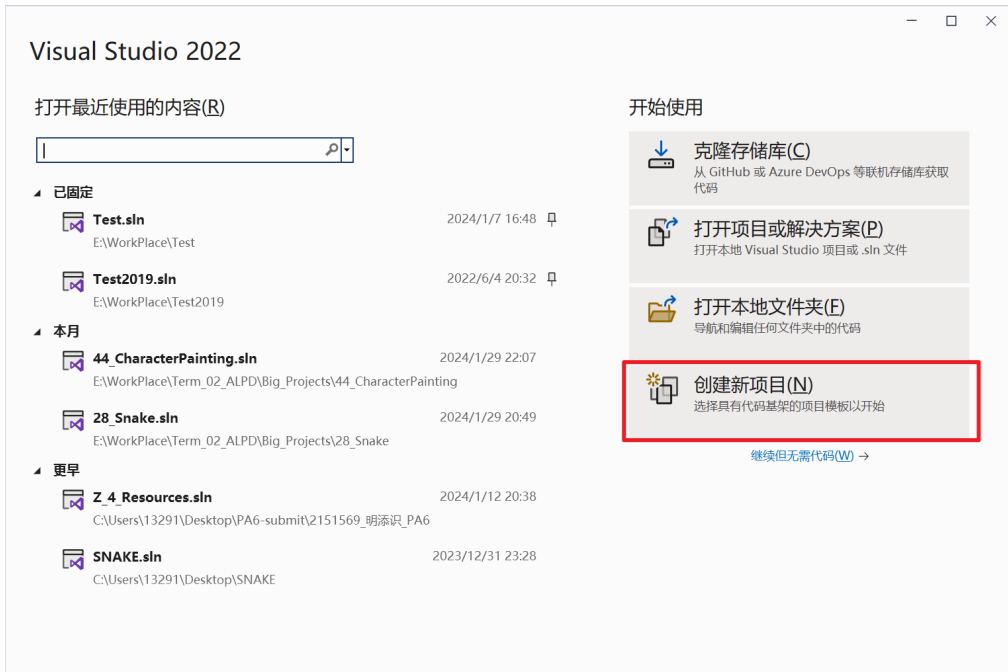 Visual Studio 2022
打开最近使用的内容(R)
已固定
Test.sln 2024/1/7 16:48
E:\WorkPlace\Test
Test2019.sln 2022/6/4 20:32
E:\WorkPlace\Test2019
本月
44_CharacterPainting.sln 2024/1/29 22:07
E:\WorkPlace\Term_02_ALPD\Big_Projects\44_CharacterPainting
28_Snake.sln 2024/1/29 20:49
E:\WorkPlace\Term_02_ALPD\Big_Projects\28_Snake
更早
Z_4_Resources.sln 2024/1/12 20:38
C:\Users\13291\Desktop\PA6-submit\2151569_明添识_PA6
SNAKE.sln 2023/12/31 23:28
C:\Users\13291\Desktop\SNAKE
开始使用
克隆存储库(C)
从 GitHub 或 Azure DevOps 等联机存储库获取
代码
打开项目或解决方案(P)
打开本地 Visual Studio 项目或 .sln 文件
打开本地文件夹(F)
导航和编辑任何文件夹中的代码
创建新项目(N)
选择具有代码基架的项目模板以开始
继续但无需代码(W) →